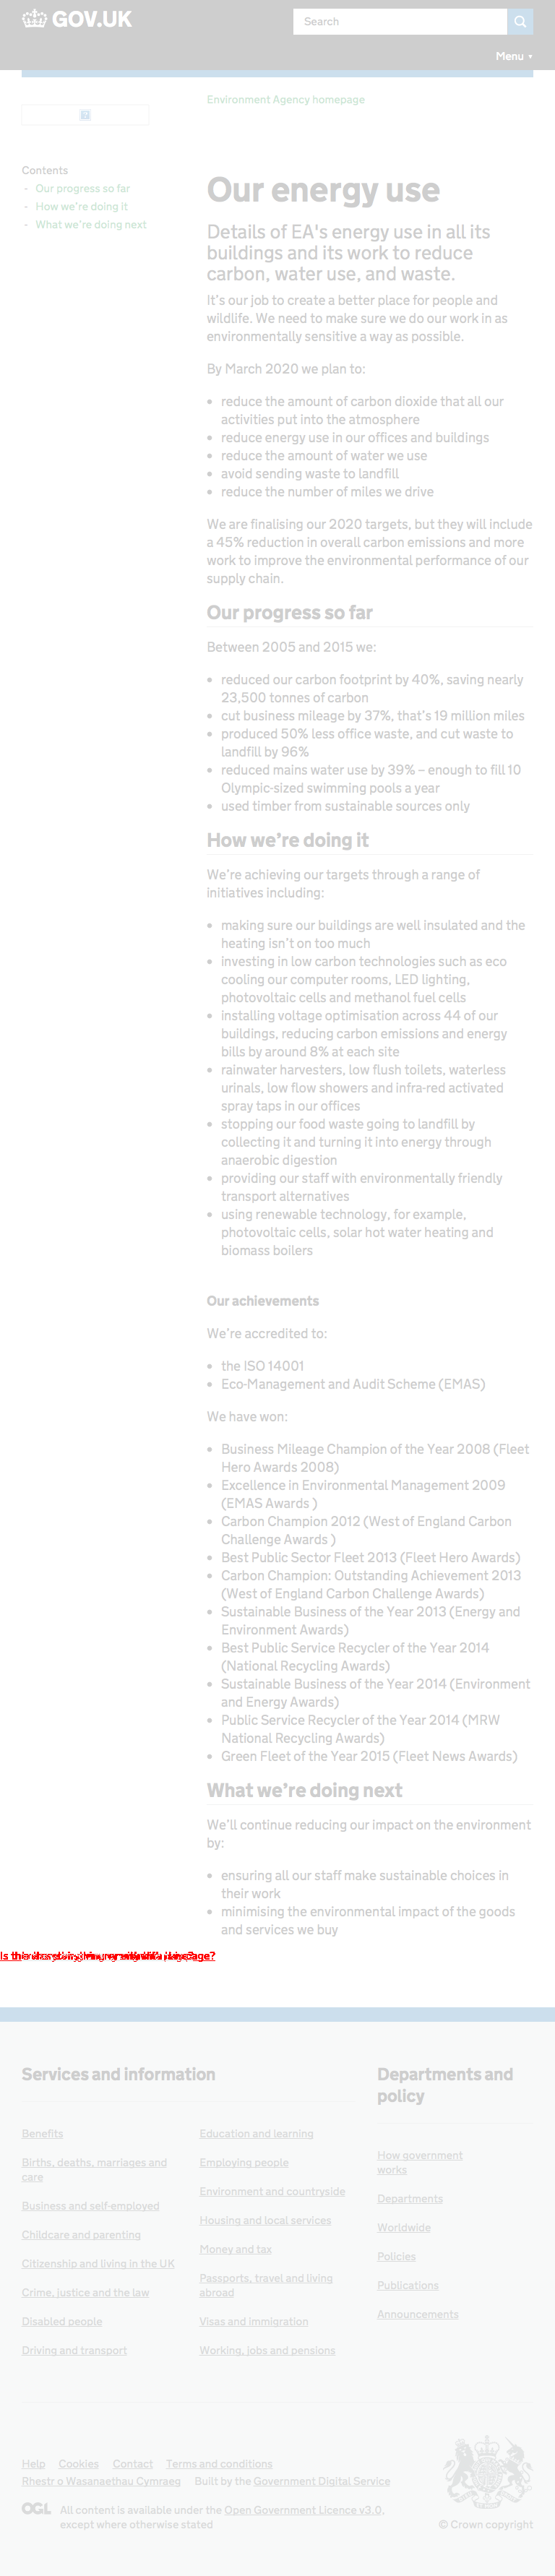 GOV.UK
Search
Menu ▼
Environment Agency homepage
Contents
- Our progress so far
- How we're doing it
- What we're doing next
Our energy use
Details of EA's energy use in all its
buildings and its work to reduce
carbon, water use, and waste.
It's our job to create a better place for people and
wildlife. We need to make sure we do our work in as
environmentally sensitive a way as possible.
By March 2020 we plan to:
• reduce the amount of carbon dioxide that all our
activities put into the atmosphere
• reduce energy use in our offices and buildings
• reduce the amount of water we use
• avoid sending waste to landfill
• reduce the number of miles we drive
We are finalising our 2020 targets, but they will include
a 45% reduction in overall carbon emissions and more
work to improve the environmental performance of our
supply chain.
Our progress so far
Between 2005 and 2015 we:
• reduced our carbon footprint by 40%, saving nearly
23,500 tonnes of carbon
• cut business mileage by 37%, that's 19 million miles
• produced 50% less office waste, and cut waste to
landfill by 96%
• reduced mains water use by 39% – enough to fill 10
Olympic-sized swimming pools a year
• used timber from sustainable sources only
How we're doing it
We're achieving our targets through a range of
initiatives including:
• making sure our buildings are well insulated and the
heating isn't on too much
• investing in low carbon technologies such as eco
cooling our computer rooms, LED lighting,
photovoltaic cells and methanol fuel cells
• installing voltage optimisation across 44 of our
buildings, reducing carbon emissions and energy
bills by around 8% at each site
• rainwater harvesters, low flush toilets, waterless
urinals, low flow showers and infra-red activated
spray taps in our offices
• stopping our food waste going to landfill by
collecting it and turning it into energy through
anaerobic digestion
• providing our staff with environmentally friendly
transport alternatives
• using renewable technology, for example,
photovoltaic cells, solar hot water heating and
biomass boilers
Our achievements
We're accredited to:
• the ISO 14001
• Eco-Management and Audit Scheme (EMAS)
We have won:
• Business Mileage Champion of the Year 2008 (Fleet
Hero Awards 2008)
• Excellence in Environmental Management 2009
(EMAS Awards )
• Carbon Champion 2012 (West of England Carbon
Challenge Awards )
• Best Public Sector Fleet 2013 (Fleet Hero Awards)
• Carbon Champion: Outstanding Achievement 2013
(West of England Carbon Challenge Awards)
• Sustainable Business of the Year 2013 (Energy and
Environment Awards)
• Best Public Service Recycler of the Year 2014
(National Recycling Awards)
• Sustainable Business of the Year 2014 (Environment
and Energy Awards)
• Public Service Recycler of the Year 2014 (MRW
National Recycling Awards)
• Green Fleet of the Year 2015 (Fleet News Awards)
What we're doing next
We'll continue reducing our impact on the environment
by:
• ensuring all our staff make sustainable choices in
their work
• minimising the environmental impact of the goods
and services we buy
Services and information
Departments and
policy
Benefits
Births, deaths, marriages and
care
Business and self-employed
Childcare and parenting
Citizenship and living in the UK
Crime, justice and the law
Disabled people
Driving and transport
Education and learning
Employing people
Environment and countryside
Housing and local services
Money and tax
Passports, travel and living
abroad
Visas and immigration
Working, jobs and pensions
How government
works
Departments
Worldwide
Policies
Publications
Announcements
Help Cookies Contact Terms and conditions
Rhestr o Wasanaethau Cymraeg Built by the Government Digital Service
OGL All content is available under the Open Government Licence v3.0,
except where otherwise stated
© Crown copyright